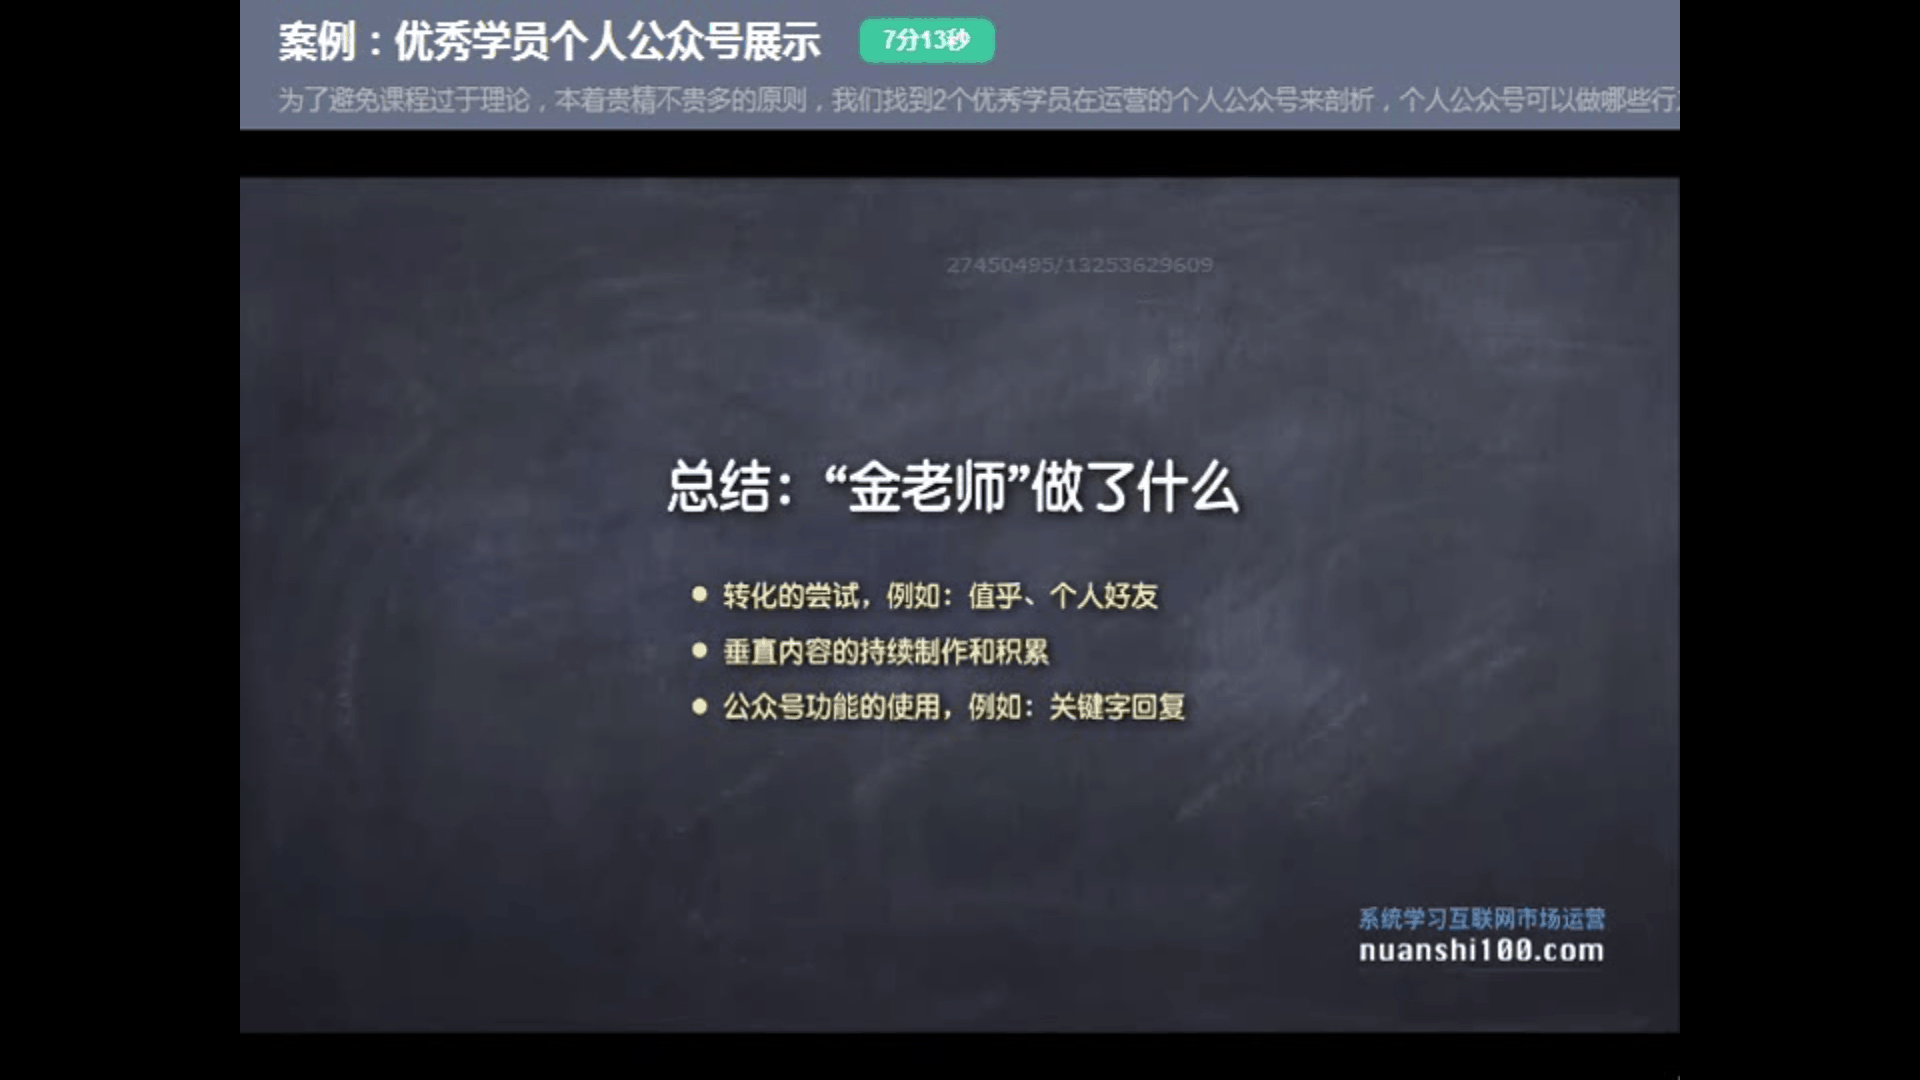 案例：优秀学员个人公众号展示 7分13秒
为了避免课程过于理论，本着贵精不贵多的原则，我们找到2个优秀学员在运营的个人公众号来剖析，个人公众号可以做哪些行
27450495/13253629609
总结：“金老师”做了什么
● 转化的尝试，例如：值乎、个人好友
● 垂直内容的持续制作和积累
● 公众号功能的使用，例如：关键字回复
系统学习互联网市场运营
nuanshi100.com